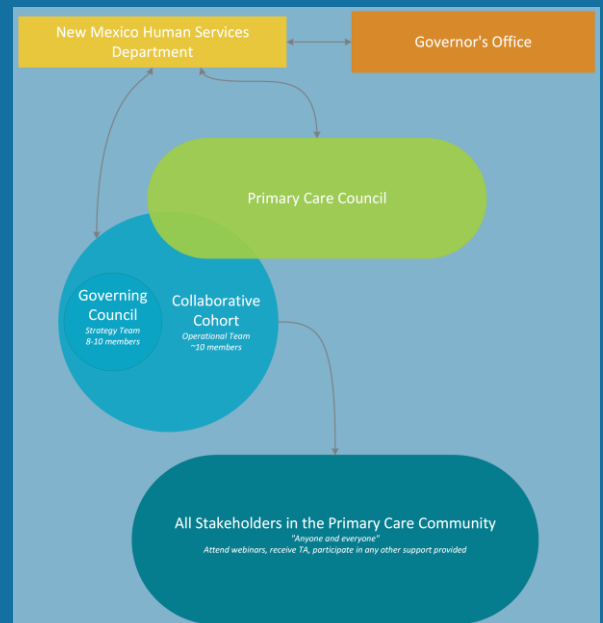 New Mexico Human Services
Department
Governor's Office
Primary Care Council
Governing
Council
Strategy Team
8-10 members
Collaborative
Cohort
Operational Team
~10 members
All Stakeholders in the Primary Care Community
"Anyone and everyone"
Attend webinars, receive TA, participate in any other support provided